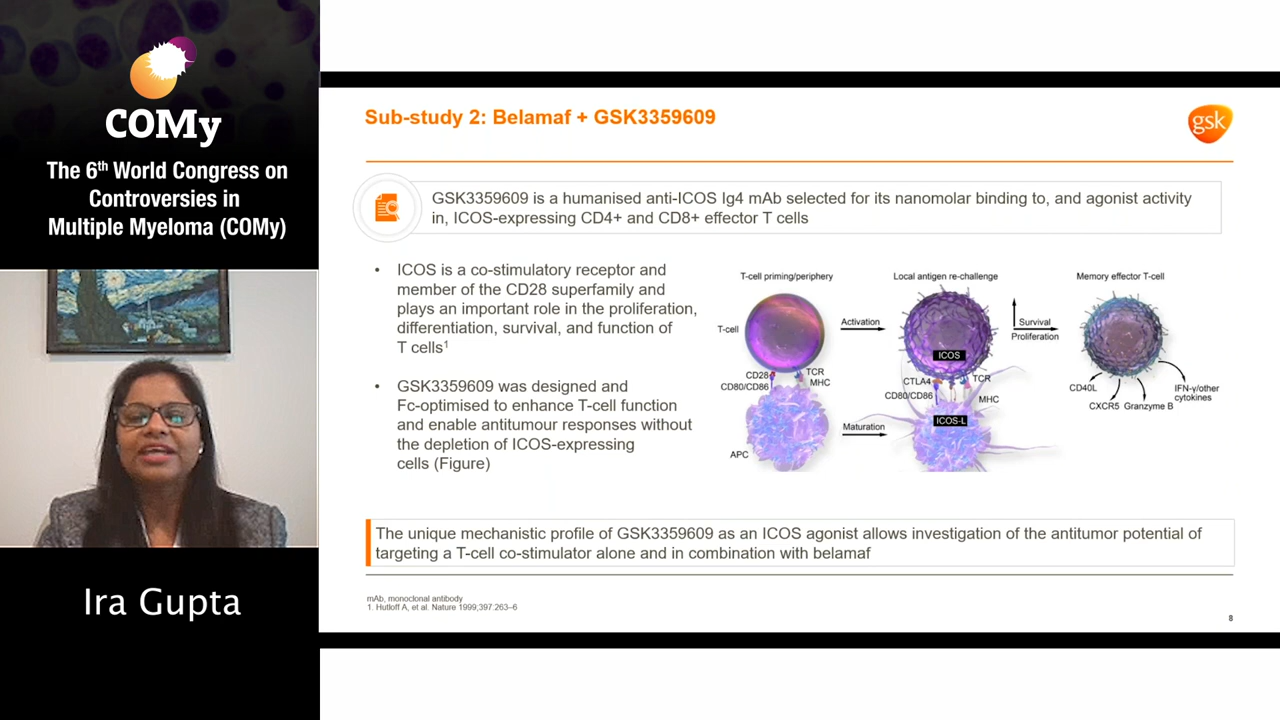 COMy
The 6th World Congress on
Controversies in
Multiple Myeloma (COMy)
Ira Gupta
Sub-study 2: Belamaf + GSK3359609
gsk
GSK3359609 is a humanised anti-ICOS Ig4 mAb selected for its nanomolar binding to, and agonist activity
in, ICOS-expressing CD4+ and CD8+ effector T cells
• ICOS is a co-stimulatory receptor and
member of the CD28 superfamily and
plays an important role in the proliferation,
differentiation, survival, and function of
T cells1
• GSK3359609 was designed and
Fc-optimised to enhance T-cell function
and enable antitumour responses without
the depletion of ICOS-expressing
cells (Figure)
T-cell priming/periphery
T-cell
CD28
CD80/CD86
TCR
MHC
APC
Activation
Maturation
Local antigen re-challenge
ICOS
CTLA4
CD80/CD86
TCR
MHC
ICOS-L
Survival
Proliferation
Memory effector T-cell
CD40L
CXCR5
Granzyme B
IFN-γ/other
cytokines
The unique mechanistic profile of GSK3359609 as an ICOS agonist allows investigation of the antitumor potential of
targeting a T-cell co-stimulator alone and in combination with belamaf
mAb, monoclonal antibody
1. Hutloff A, et al. Nature 1999;397:263–6
8